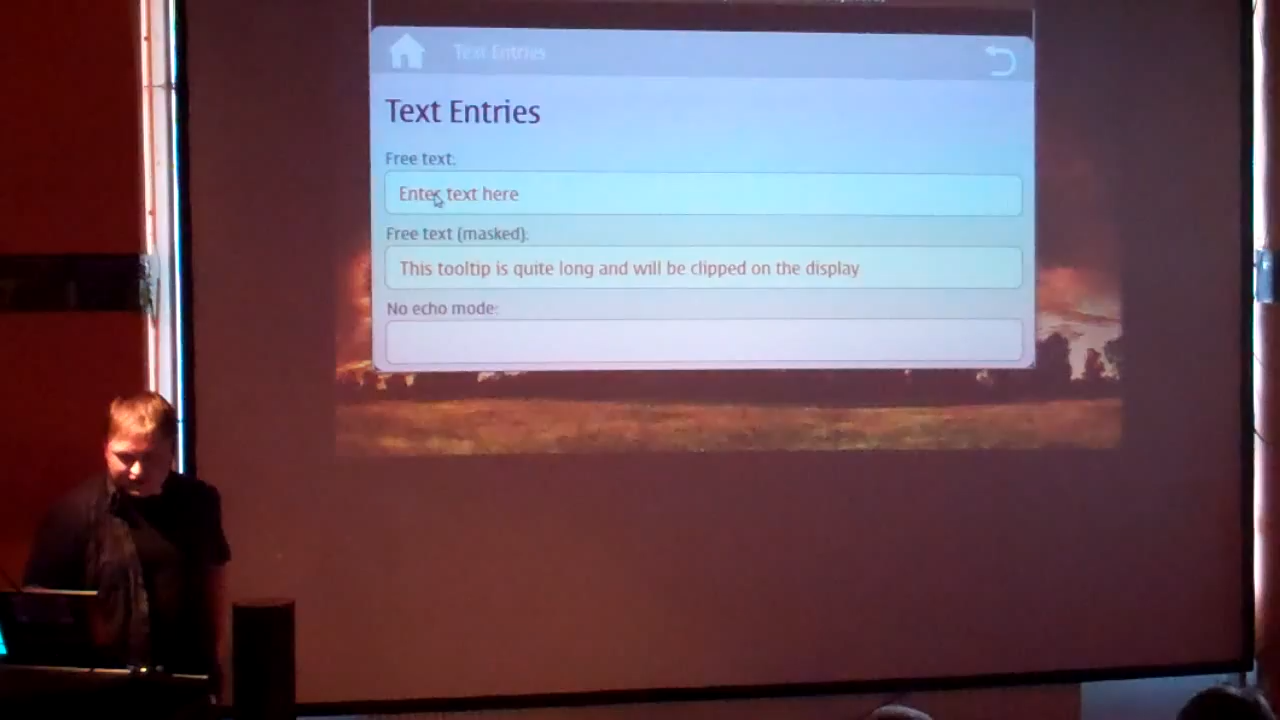 Text Entries
Text Entries
Free text:
Enter text here
Free text (masked):
This tooltip is quite long and will be clipped on the display
No echo mode: